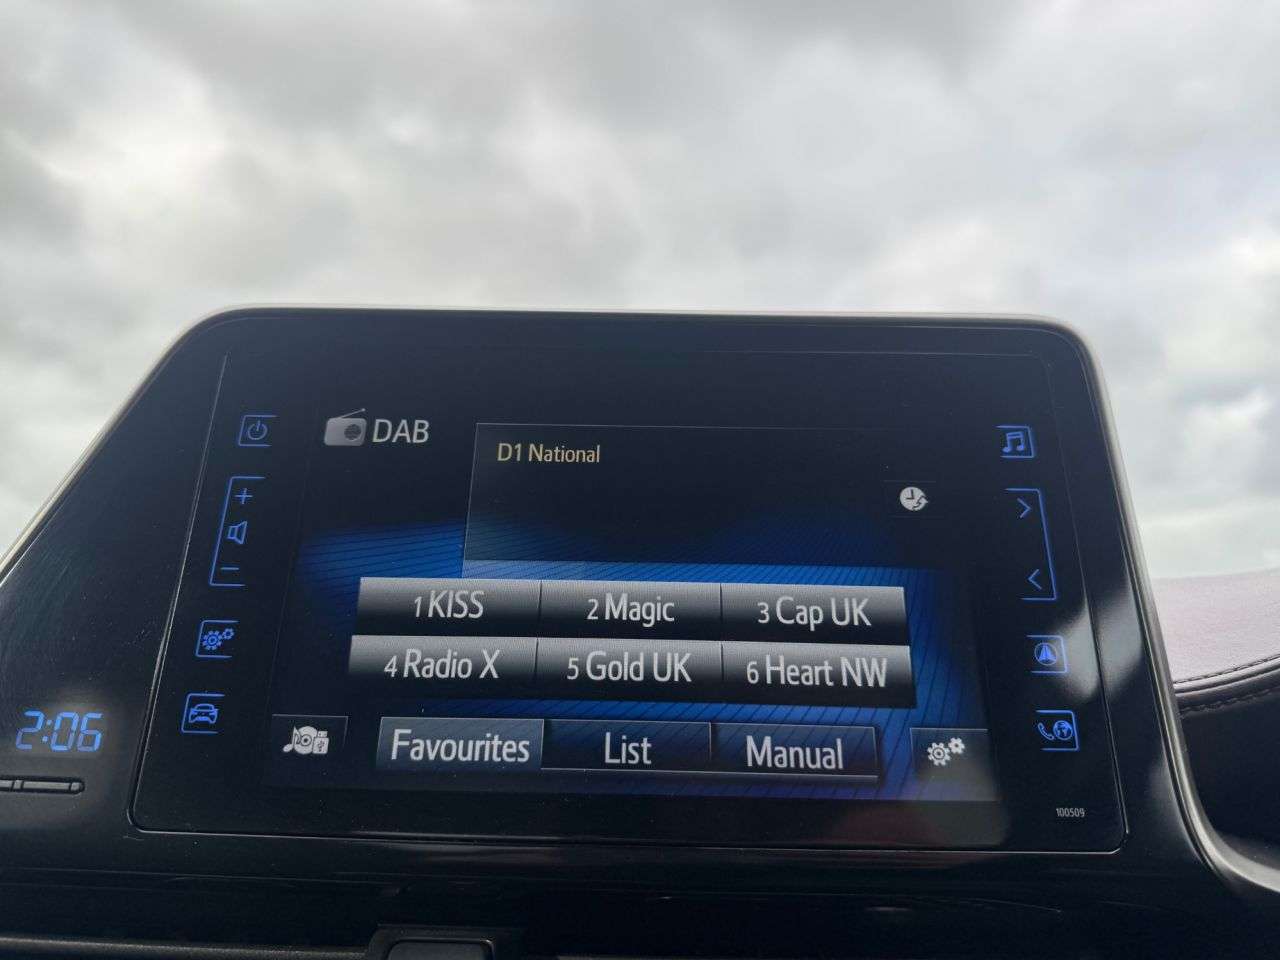 DAB
D1 National
1 KISS
2 Magic
3 Cap UK
4 Radio X
5 Gold UK
6 Heart NW
2:06
Favourites
List
Manual
100509